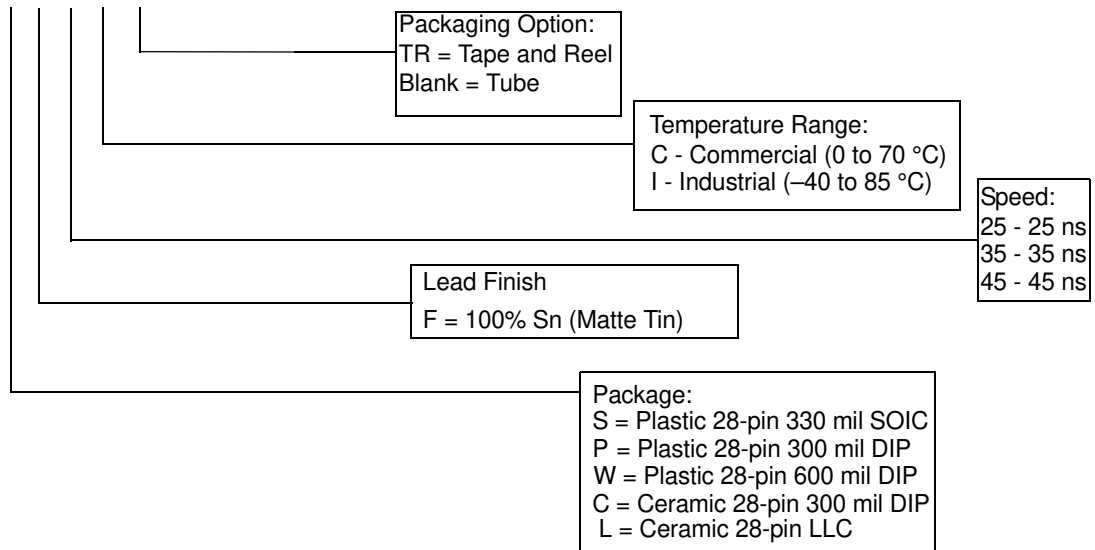 Packaging Option:
TR = Tape and Reel
Blank = Tube
Temperature Range:
C - Commercial (0 to 70 °C)
I - Industrial (–40 to 85 °C)
Speed:
25 - 25 ns
35 - 35 ns
45 - 45 ns
Lead Finish
F = 100% Sn (Matte Tin)
Package:
S = Plastic 28-pin 330 mil SOIC
P = Plastic 28-pin 300 mil DIP
W = Plastic 28-pin 600 mil DIP
C = Ceramic 28-pin 300 mil DIP
L = Ceramic 28-pin LLC